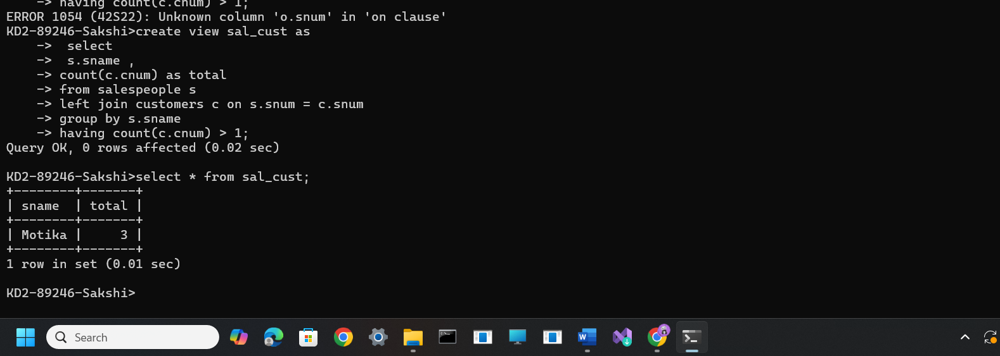 -> having count(c.cnum) > 1;
ERROR 1054 (42S22): Unknown column 'o.snum' in 'on clause'
KD2-89246-Sakshi>create view sal_cust as
    ->  select
    ->  s.sname ,
    -> count(c.cnum) as total
    -> from salespeople s
    -> left join customers c on s.snum = c.snum
    -> group by s.sname
    -> having count(c.cnum) > 1;
Query OK, 0 rows affected (0.02 sec)
KD2-89246-Sakshi>select * from sal_cust;
+--------+-------+
| sname  | total |
+--------+-------+
| Motika |     3 |
+--------+-------+
1 row in set (0.01 sec)
KD2-89246-Sakshi>
Search